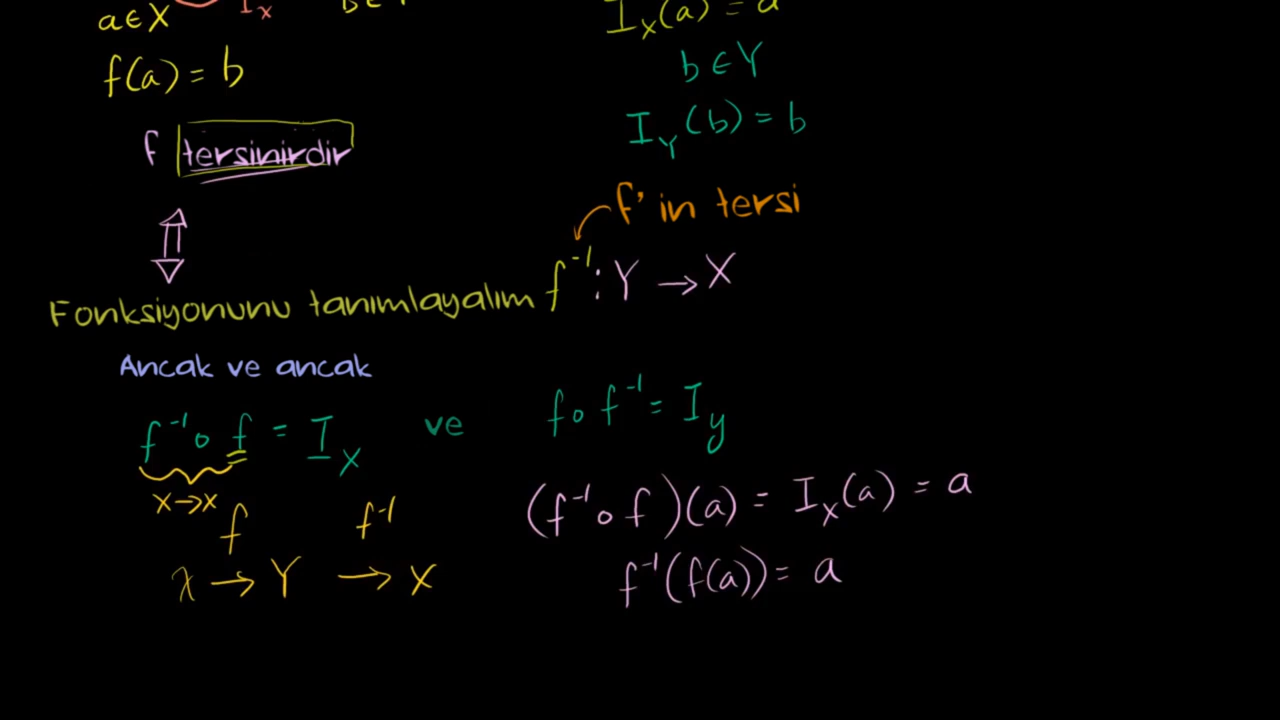 a ∈ X I_X b ∈
I_X(a) = a
f(a) = b
b ∈ Y
I_Y(b) = b
f tersinirdir
f' in tersi
Fonksiyonunu tanımlayalım f⁻¹: Y → X
Ancak ve ancak
f⁻¹ ∘ f = I_X ve f ∘ f⁻¹ = I_y
X → X
(f⁻¹ ∘ f)(a) = I_X(a) = a
f f⁻¹
X → Y → X
f⁻¹(f(a)) = a